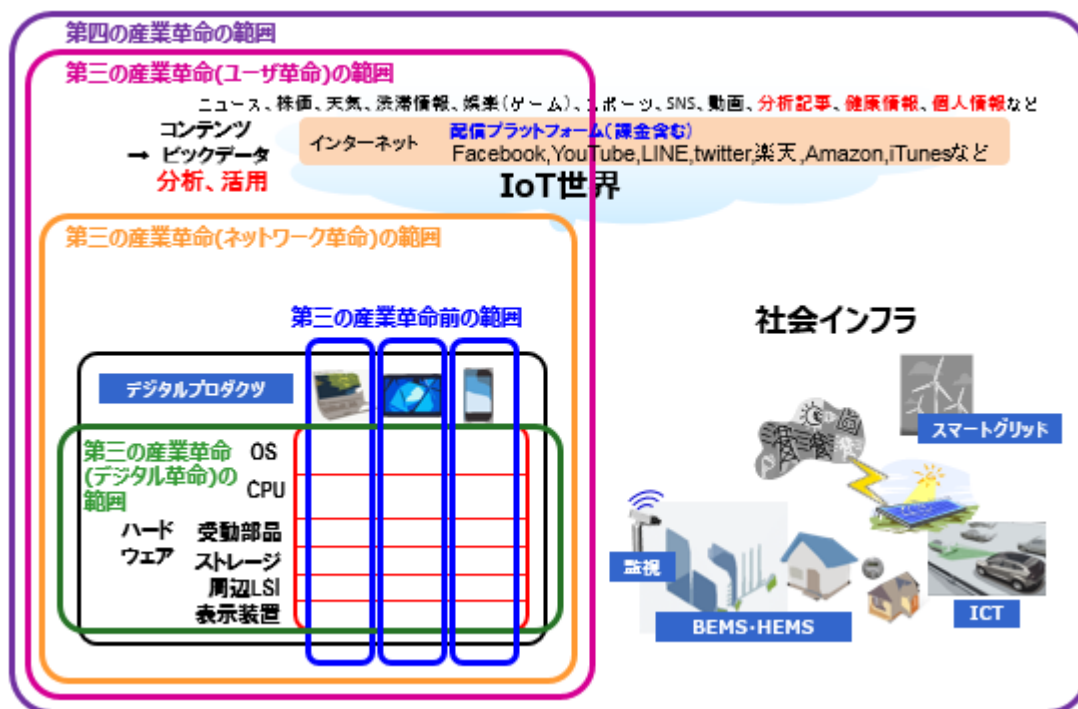 第四の産業革命の範囲
第三の産業革命(ユーザ革命)の範囲
ニュース、株価、天気、渋滞情報、娯楽(ゲーム)、スポーツ、SNS、動画、分析記事、健康情報、個人情報など
コンテンツ
→ ビックデータ
分析、活用
インターネット
配信プラットフォーム(課金含む)
Facebook,YouTube,LINE,twitter,楽天,Amazon,iTunesなど
IoT世界
第三の産業革命(ネットワーク革命)の範囲
第三の産業革命前の範囲
デジタルプロダクツ
第三の産業革命
(デジタル革命)の
範囲
OS
CPU
ハード
ウェア
受動部品
ストレージ
周辺LSI
表示装置
社会インフラ
スマートグリッド
監視
BEMS・HEMS
ICT